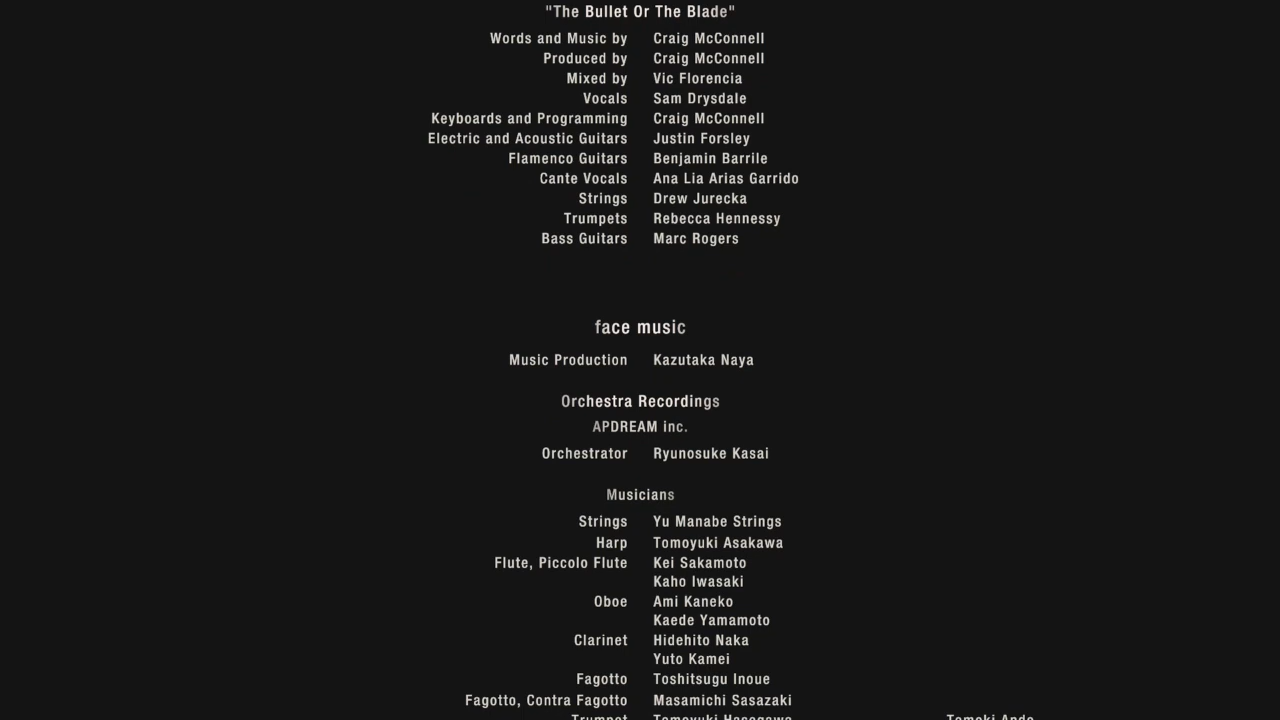 "The Bullet Or The Blade"
Words and Music by Craig McConnell
Produced by Craig McConnell
Mixed by Vic Florencia
Vocals Sam Drysdale
Keyboards and Programming Craig McConnell
Electric and Acoustic Guitars Justin Forsley
Flamenco Guitars Benjamin Barrile
Cante Vocals Ana Lia Arias Garrido
Strings Drew Jurecka
Trumpets Rebecca Hennessy
Bass Guitars Marc Rogers
face music
Music Production Kazutaka Naya
Orchestra Recordings
APDREAM inc.
Orchestrator Ryunosuke Kasai
Musicians
Strings Yu Manabe Strings
Harp Tomoyuki Asakawa
Flute, Piccolo Flute Kei Sakamoto
Kaho Iwasaki
Oboe Ami Kaneko
Kaede Yamamoto
Clarinet Hidehito Naka
Yuto Kamei
Fagotto Toshitsugu Inoue
Fagotto, Contra Fagotto Masamichi Sasazaki
Trumpet Tomoyuki Hasegawa Tomoki Ando